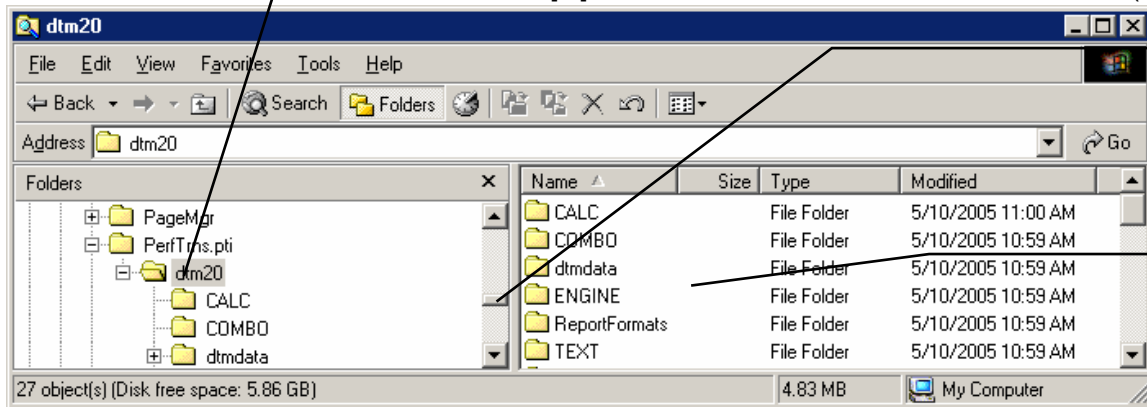 dtm20
File Edit View Favorites Tools Help
Back Search Folders
Address dtm20 Go
Folders
PageMgr
PerfTrns.pti
dtm20
CALC
COMBO
dtmdata
Name Size Type Modified
CALC File Folder 5/10/2005 11:00 AM
COMBO File Folder 5/10/2005 10:59 AM
dtmdata File Folder 5/10/2005 10:59 AM
ENGINE File Folder 5/10/2005 10:59 AM
ReportFormats File Folder 5/10/2005 10:59 AM
TEXT File Folder 5/10/2005 10:59 AM
27 object(s) (Disk free space: 5.86 GB) 4.83 MB My Computer